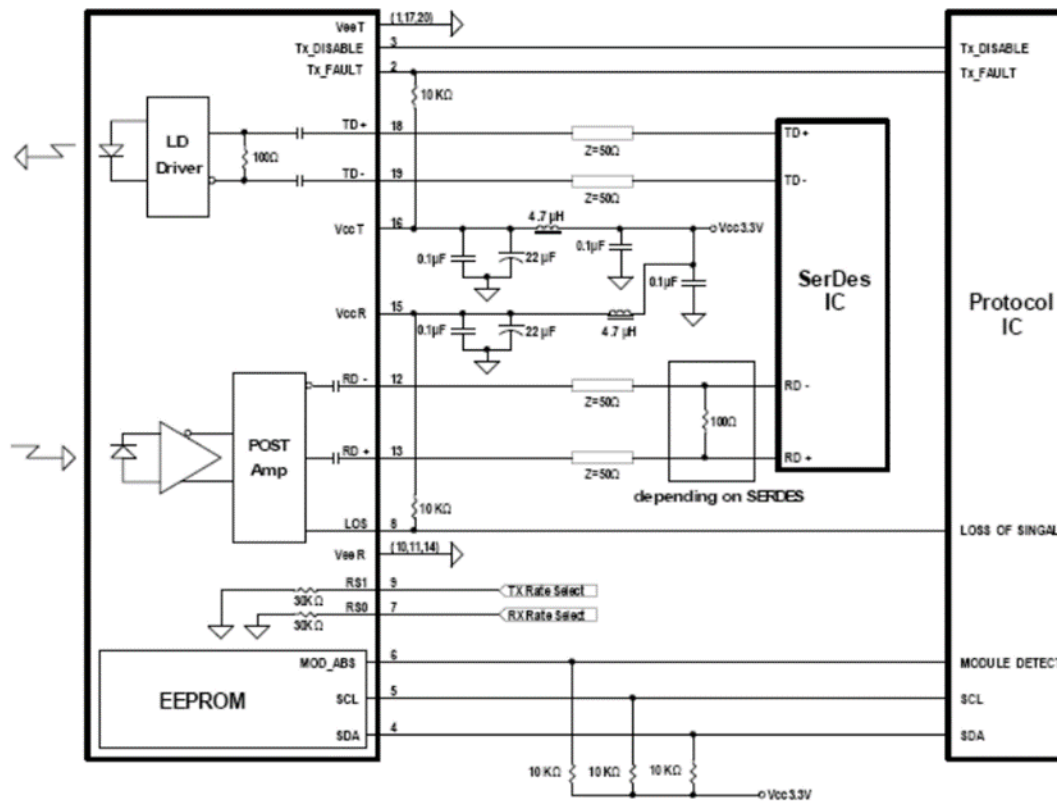 VeeT (1,17,20)
Tx_DISABLE 3 Tx_DISABLE
Tx_FAULT 2 Tx_FAULT
10 KΩ
LD
Driver
100Ω
TD+ 18 Z=50Ω TD+
TD- 19 Z=50Ω TD-
VccT 16 4.7 μH Vcc3.3V
0.1μF 22 μF 0.1μF 0.1μF
SerDes
IC
Protocol
IC
VccR 15 4.7 μH
0.1μF 22 μF
RD - 12 Z=50Ω RD -
100Ω
POST
Amp
RD + 13 Z=50Ω RD +
depending on SERDES
10 KΩ
LOS 8 LOSS OF SINGAL
VeeR (10,11,14)
RS1 9 TX Rate Select
30KΩ
RS0 7 RX Rate Select
30KΩ
MOD_ABS 6 MODULE DETECT
EEPROM
SCL 5 SCL
SDA 4 SDA
10 KΩ 10 KΩ 10 KΩ
Vcc3.3V